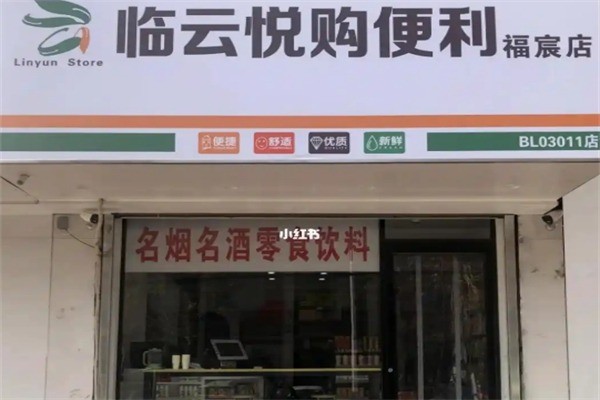 临云悦购便利 福宸店
Linyun Store
便捷 舒适 优质 新鲜
BL03011店
小红书
名烟名酒零食饮料